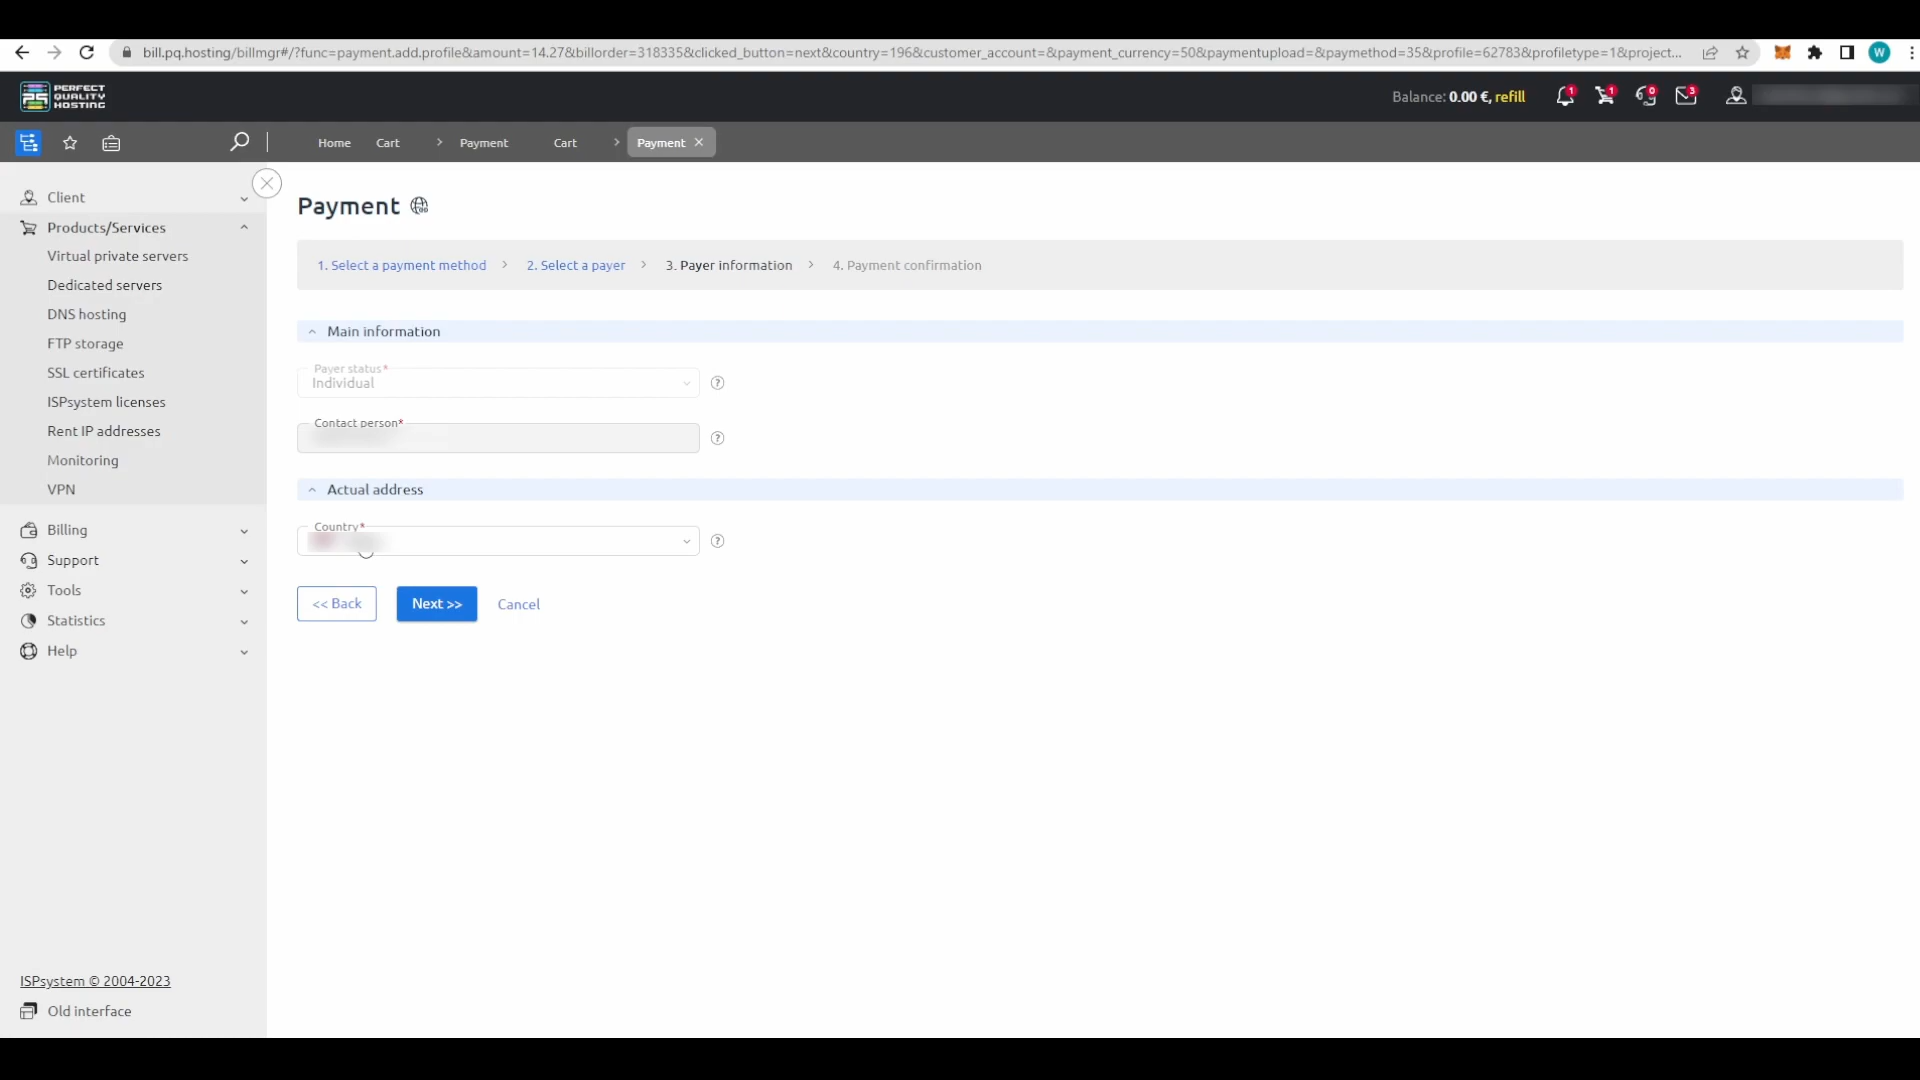 bill.pq.hosting/billmgr#/?func=payment.add.profile&amount=14.27&billorder=318335&clicked_button=next&country=196&customer_account=&payment_currency=50&paymentupload=&paymethod=35&profile=62783&profiletype=1&project...
W
PERFECT
QUALITY
HOSTING
Balance: 0.00 €, refill
1
1
0
3
Home
Cart
Payment
Cart
Payment
Client
Products/Services
Virtual private servers
Dedicated servers
DNS hosting
FTP storage
SSL certificates
ISPsystem licenses
Rent IP addresses
Monitoring
VPN
Billing
Support
Tools
Statistics
Help
ISPsystem © 2004-2023
Old interface
Payment
1. Select a payment method
2. Select a payer
3. Payer information
4. Payment confirmation
Main information
Payer status*
Individual
?
Contact person*
?
Actual address
Country*
?
<< Back
Next >>
Cancel